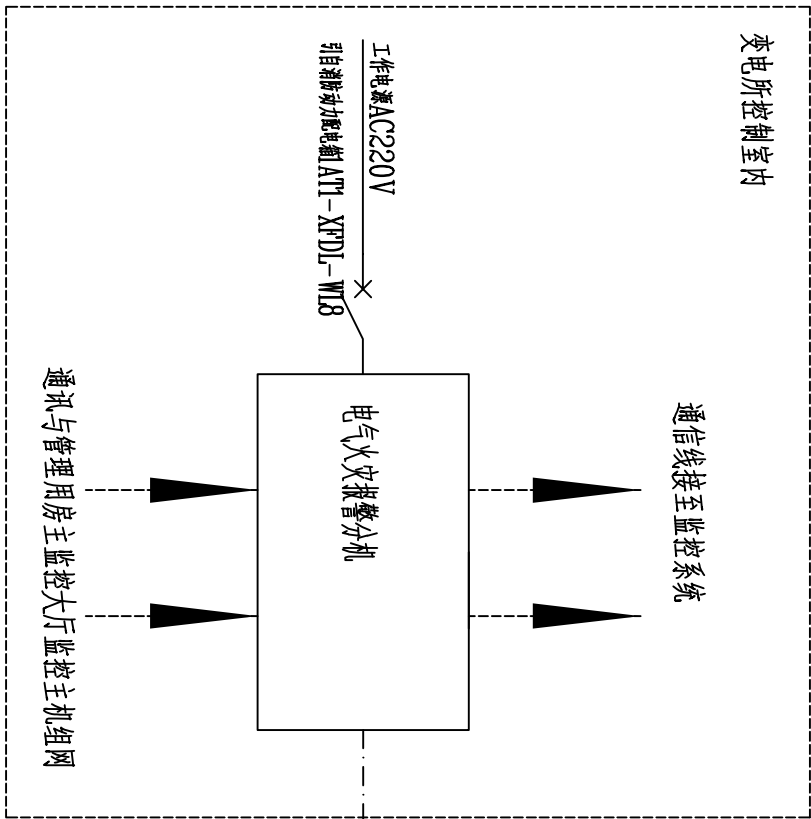 变电所控制室内
工作电源AC220V
引自消防动力配电箱1AT1-XFDL-WL8
通信线接至监控系统
电气火灾报警分机
通讯与管理用房主监控大厅监控主机组网